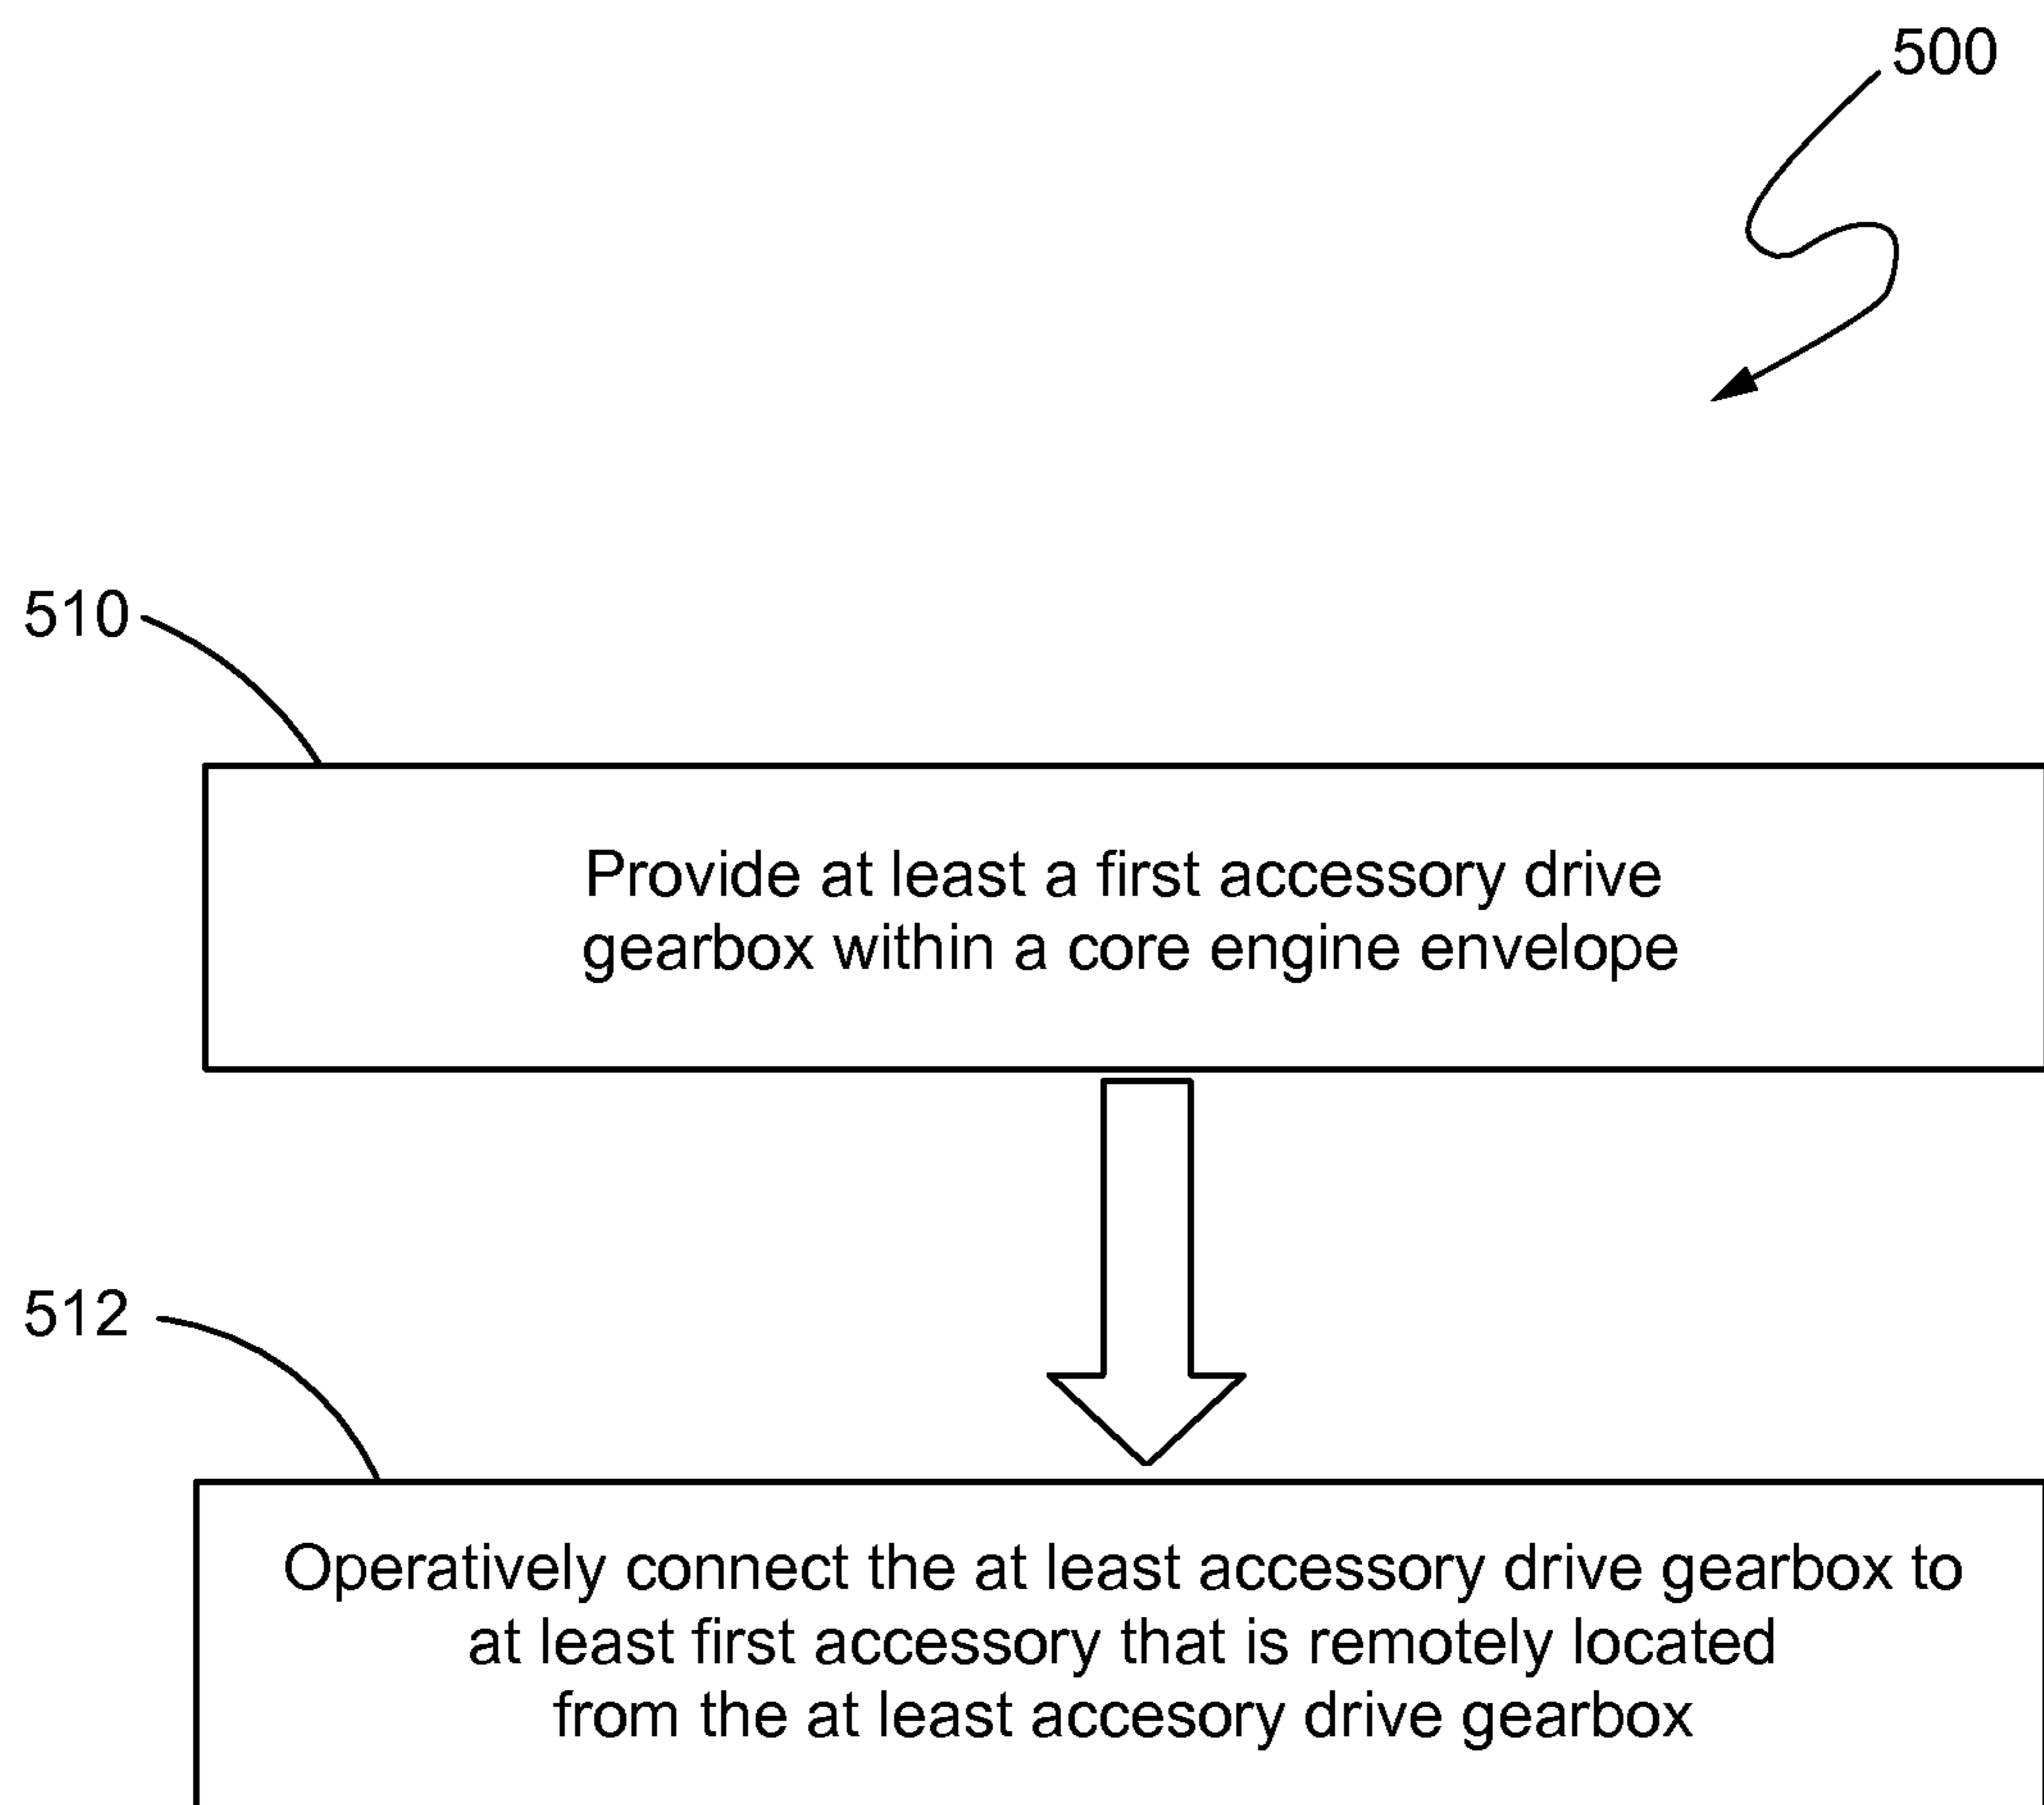 500
510
Provide at least a first accessory drive
gearbox within a core engine envelope
512
Operatively connect the at least accessory drive gearbox to
at least first accessory that is remotely located
from the at least accesory drive gearbox